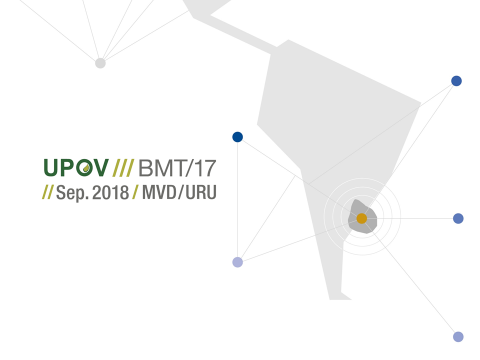 UPOV /// BMT/17
// Sep. 2018 / MVD/URU